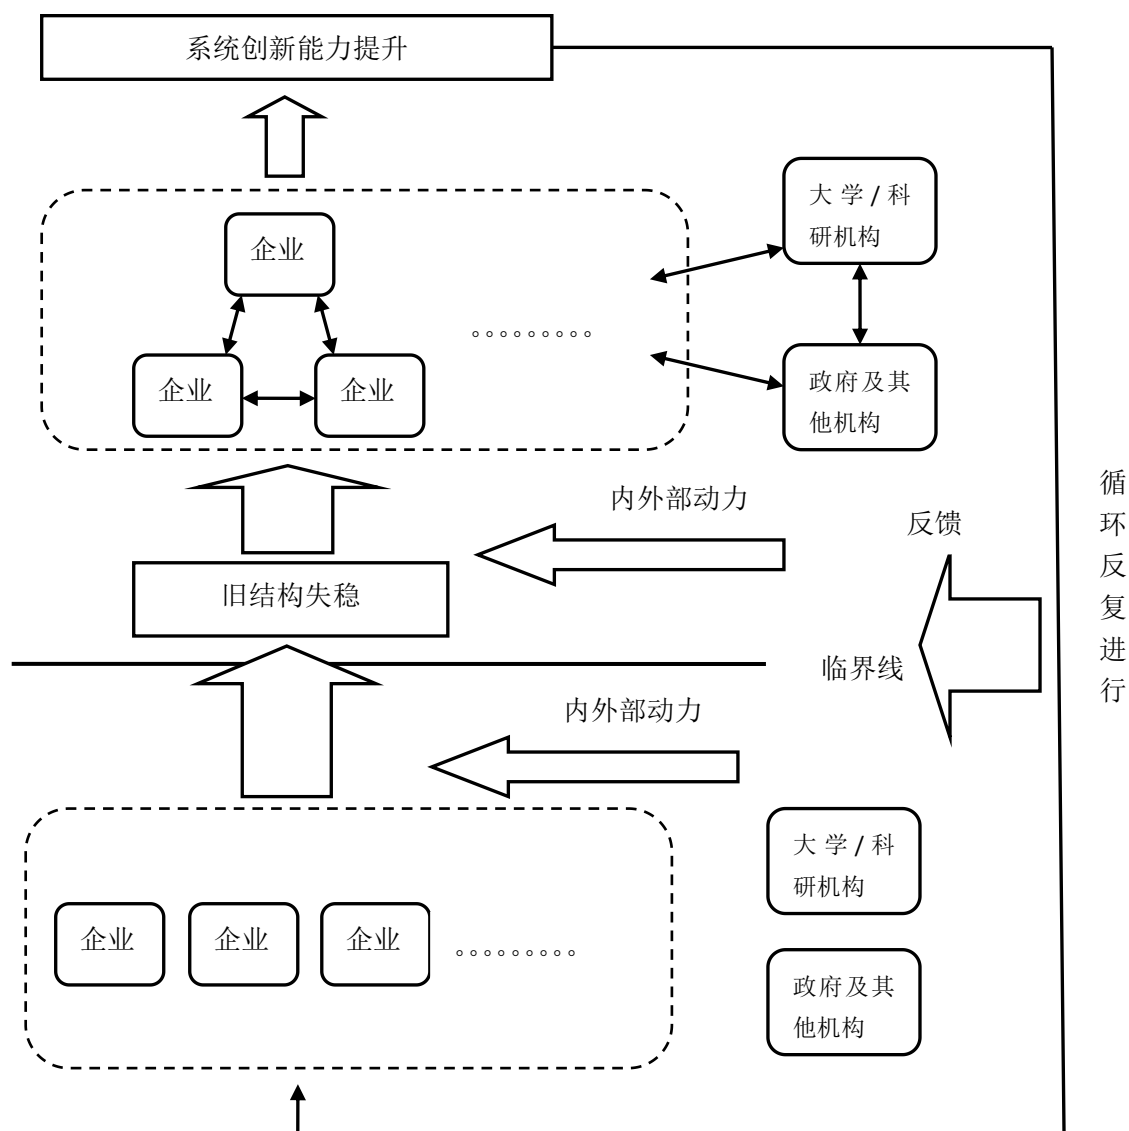 系统创新能力提升
大学/科
研机构
企业
。。。。。。。。。
企业
企业
政府及其
他机构
内外部动力
反馈
循
环
反
复
进
行
旧结构失稳
临界线
内外部动力
大学/科
研机构
企业
企业
企业
。。。。。。。。。
政府及其
他机构